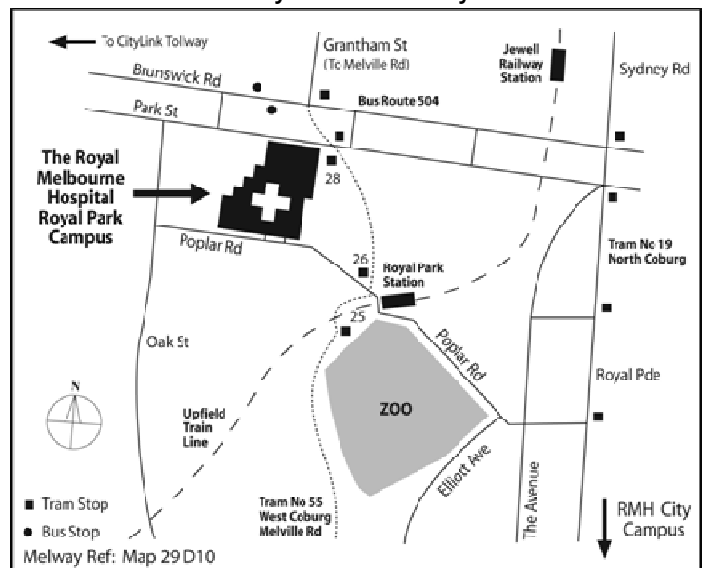 To CityLink Tollway
Grantham St
(To Melville Rd)
Jewell
Railway
Station
Sydney Rd
Brunswick Rd
Bus Route 504
Park St
The Royal
Melbourne
Hospital
Royal Park
Campus
28
Poplar Rd
26
Royal Park
Station
Tram No 19
North Coburg
25
Oak St
Poplar Rd
Royal Pde
N
ZOO
Upfield
Train
Line
Elliott Ave
The Avenue
Tram Stop
Bus Stop
Tram No 55
West Coburg
Melville Rd
RMH City
Campus
Melway Ref: Map 29 D10